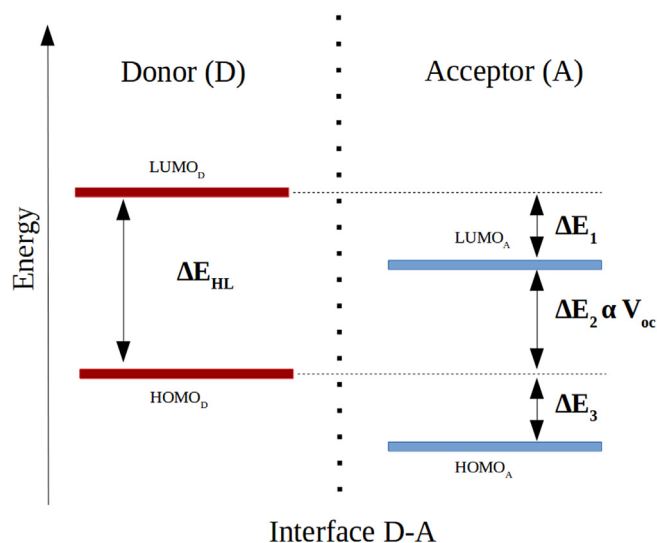 Donor (D)
Acceptor (A)
LUMO_D
ΔE_1
LUMO_A
Energy
ΔE_HL
ΔE_2 α V_oc
HOMO_D
ΔE_3
HOMO_A
Interface D-A